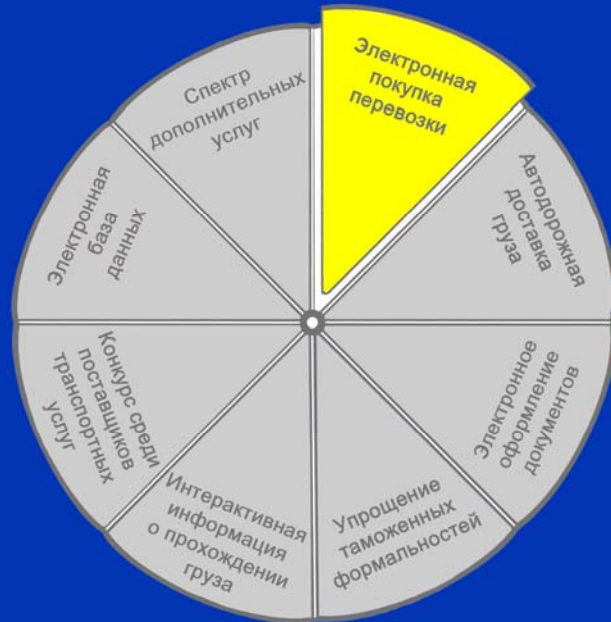 Электронная
покупка
перевозки
Автодорожная
доставка
груза
Электронное
оформление
документов
Упрощение
таможенных
формальностей
Интерактивная
информация
о прохождении
груза
Конкурс среди
поставщиков
транспортных
услуг
Электронная
база
данных
Спектр
дополнительных
услуг